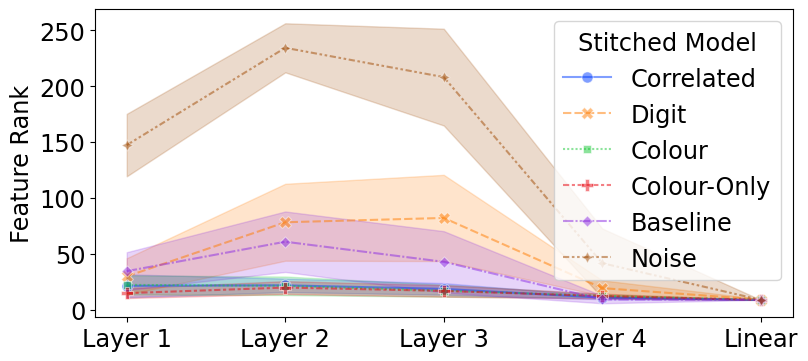 Feature Rank
250
200
150
100
50
0
Layer 1 Layer 2 Layer 3 Layer 4 Linear
Stitched Model
Correlated
Digit
Colour
Colour-Only
Baseline
Noise